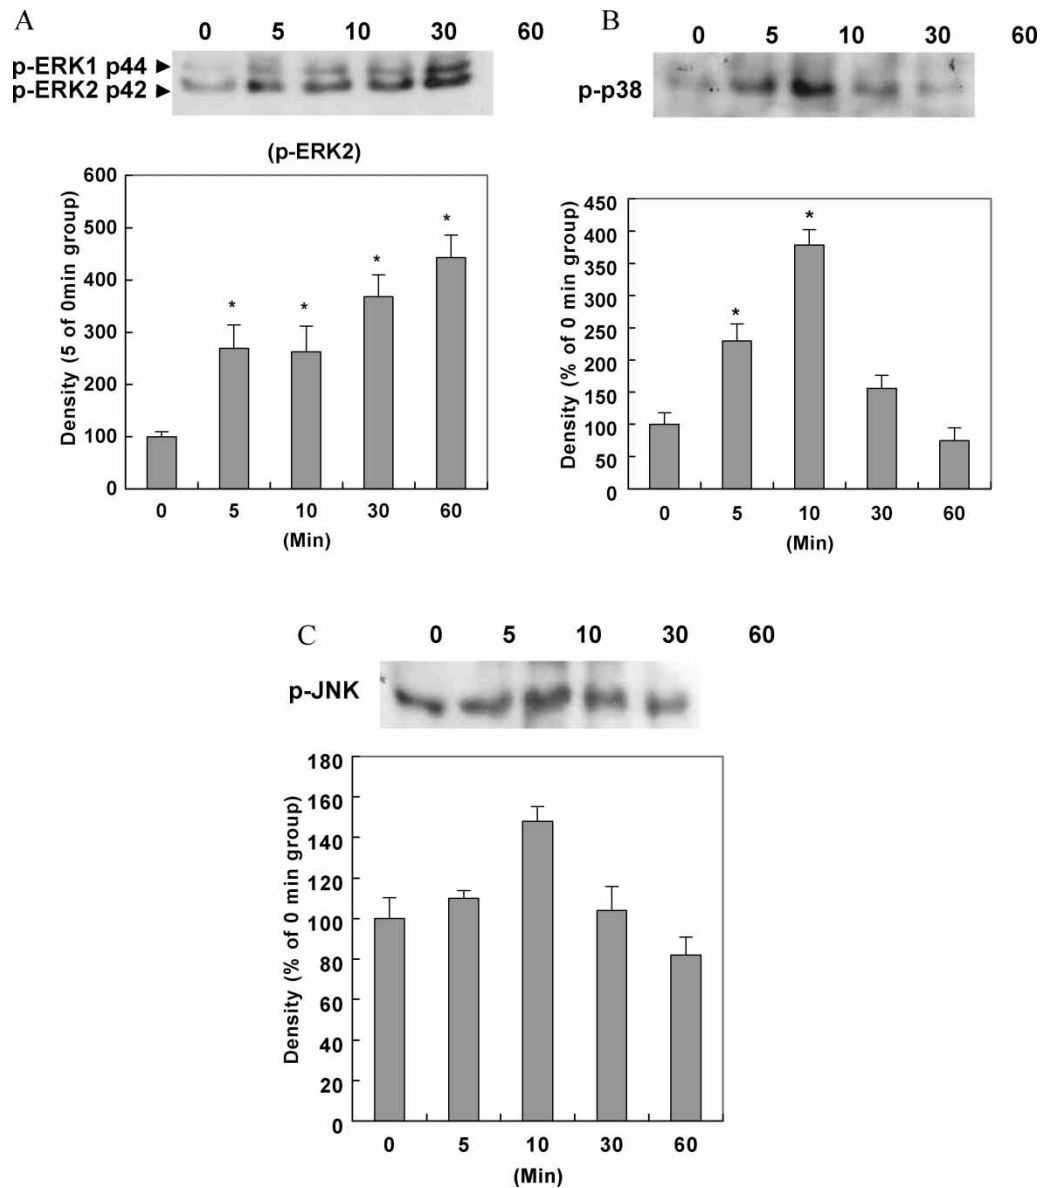 A
0 5 10 30 60
p-ERK1 p44
p-ERK2 p42
(p-ERK2)
Density (5 of 0min group)
600
500
400
300
200
100
0
* * * *
0 5 10 30 60
(Min)
B
0 5 10 30 60
p-p38
Density (% of 0 min group)
450
400
350
300
250
200
150
100
50
0
* *
0 5 10 30 60
(Min)
C
0 5 10 30 60
p-JNK
Density (% of 0 min group)
180
160
140
120
100
80
60
40
20
0
0 5 10 30 60
(Min)